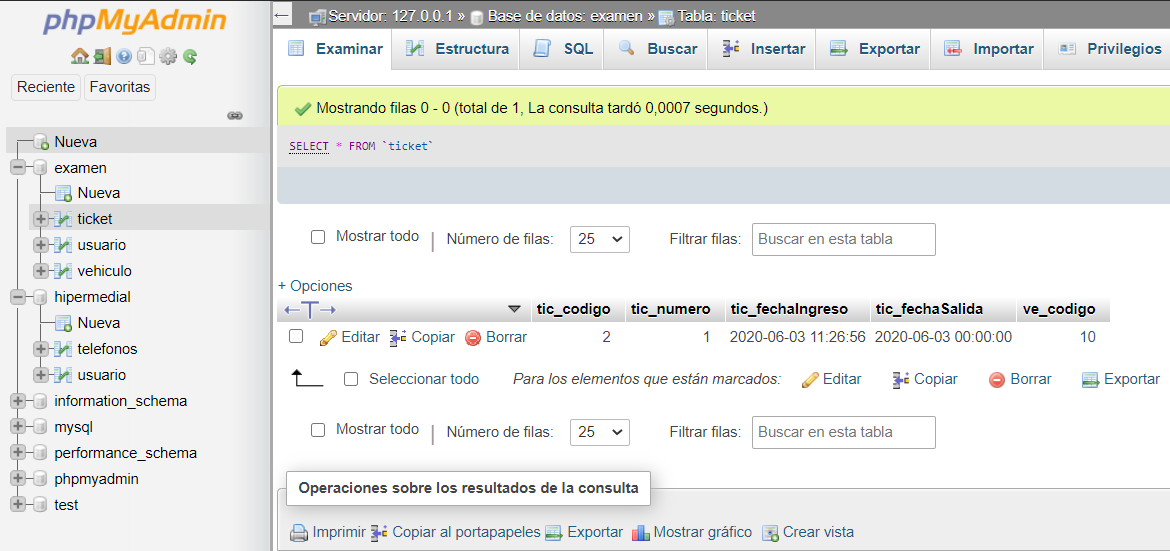 phpMyAdmin
Reciente Favoritas
Nueva
examen
Nueva
ticket
usuario
vehiculo
hipermedial
Nueva
telefonos
usuario
information_schema
mysql
performance_schema
phpmyadmin
test
Servidor: 127.0.0.1 » Base de datos: examen » Tabla: ticket
Examinar Estructura SQL Buscar Insertar Exportar Importar Privilegios
Mostrando filas 0 - 0 (total de 1, La consulta tardó 0,0007 segundos.)
SELECT * FROM `ticket`
Mostrar todo | Número de filas: 25 Filtrar filas: Buscar en esta tabla
+ Opciones
←T→ tic_codigo tic_numero tic_fechaIngreso tic_fechaSalida ve_codigo
Editar Copiar Borrar 2 1 2020-06-03 11:26:56 2020-06-03 00:00:00 10
Seleccionar todo Para los elementos que están marcados: Editar Copiar Borrar Exportar
Mostrar todo | Número de filas: 25 Filtrar filas: Buscar en esta tabla
Operaciones sobre los resultados de la consulta
Imprimir Copiar al portapapeles Exportar Mostrar gráfico Crear vista